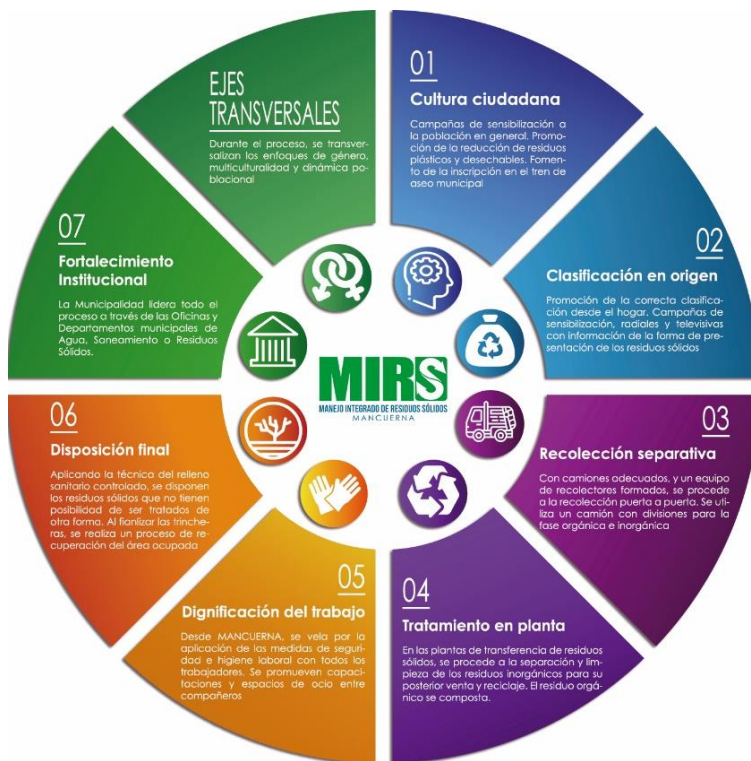 EJES
TRANSVERSALES
Durante el proceso, se transver-
salizan los enfoques de género,
multiculturalidad y dinámica po-
blacional
01
Cultura ciudadana
Campañas de sensibilización a
la población en general. Promo-
ción de la reducción de residuos
plásticos y desechables. Fomen-
to de la inscripción en el tren de
aseo municipal
02
Clasificación en origen
Promoción de la correcta clasifica-
ción desde el hogar. Campañas de
sensibilización, radiales y televisivas
con información de la forma de pre-
sentación de los residuos sólidos
03
Recolección separativa
Con camiones adecuados, y un equipo
de recolectores formados, se procede
a la recolección puerta a puerta. Se uti-
liza un camión con divisiones para la
fase orgánica e inorgánica
04
Tratamiento en planta
En las plantas de transferencia de residuos
sólidos, se procede a la separación y lim-
pieza de los residuos inorgánicos para su
posterior venta y reciclaje. El residuo orgá-
nico se composta.
05
Dignificación del trabajo
Desde MANCUERNA, se vela por la
aplicación de las medidas de seguri-
dad e higiene laboral con todos los
trabajadores. Se promueven capaci-
taciones y espacios de ocio entre
compañeros
06
Disposición final
Aplicando la técnica del relleno
sanitario controlado, se disponen
los residuos sólidos que no tienen
posibilidad de ser tratados de
otra forma. Al fianlizar las trinche-
ras, se realiza un proceso de re-
cuperación del área ocupada
07
Fortalecimiento
Institucional
La Municipalidad lidera todo el
proceso a través de las Oficinas y
Departamentos municipales de
Agua, Saneamiento o Residuos
Sólidos.
MIRS
MANEJO INTEGRADO DE RESIDUOS SÓLIDOS
MANCUERNA